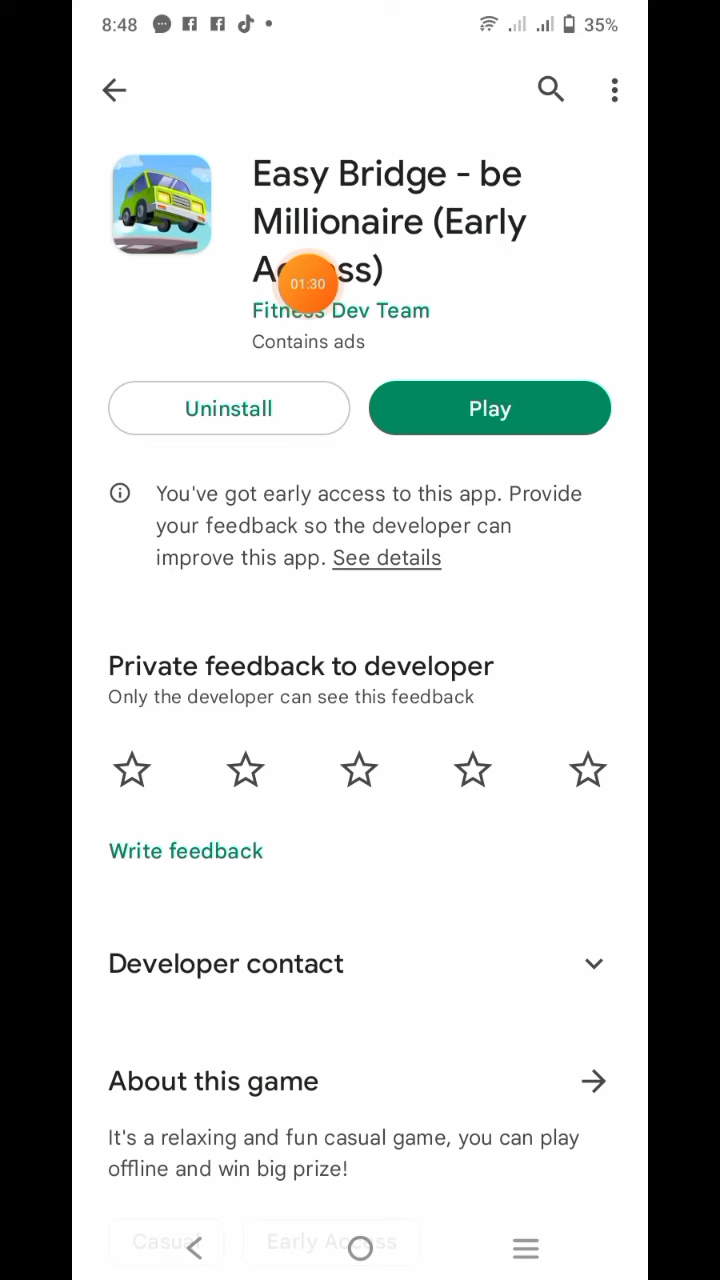 8:48
35%
Easy Bridge - be
Millionaire (Early
01:30
Fitness Dev Team
Contains ads
Uninstall
Play
You've got early access to this app. Provide
your feedback so the developer can
improve this app. See details
Private feedback to developer
Only the developer can see this feedback
Write feedback
Developer contact
About this game
It's a relaxing and fun casual game, you can play
offline and win big prize!
Casual
Early Access